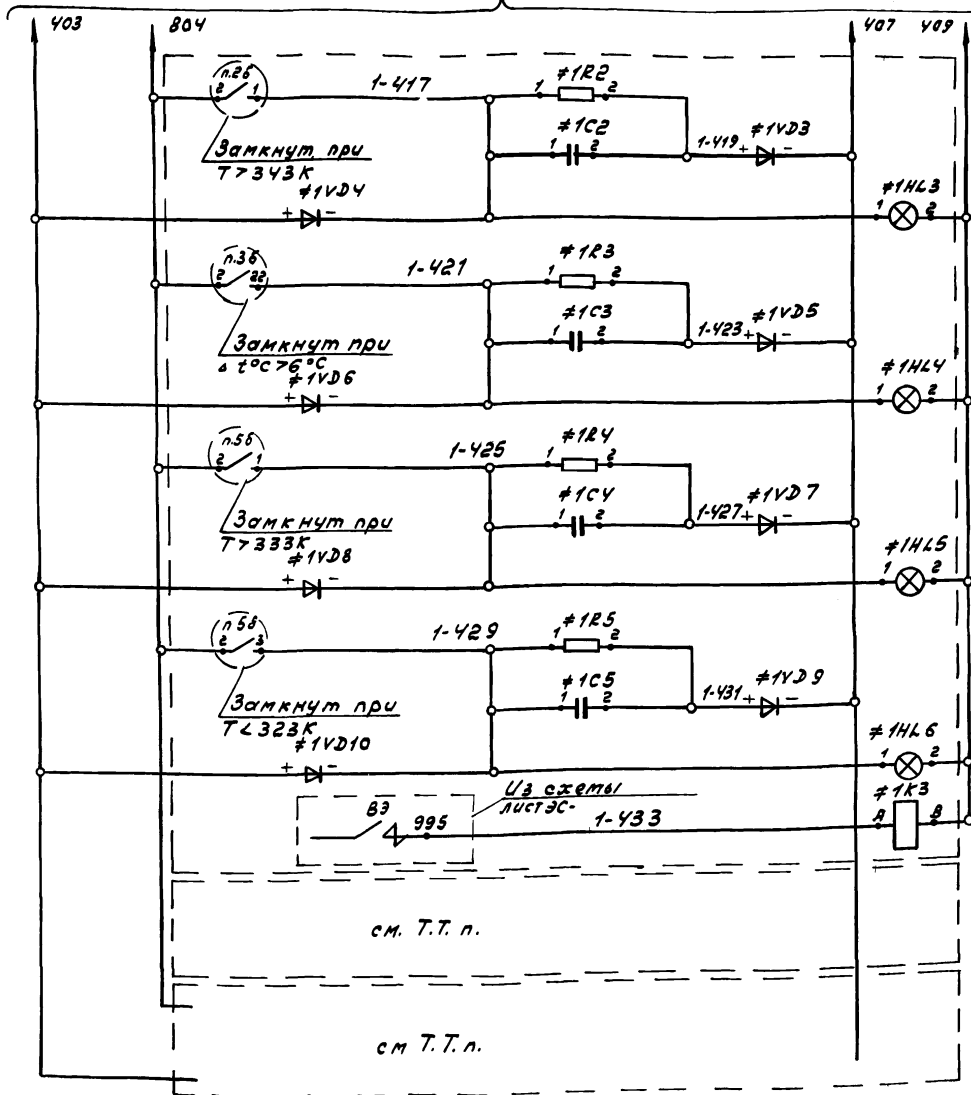 403 804 407 409
п.2б
2 1
1-417
≠1R2
1 2
≠1C2
1 2
1-419
+ ≠1VD3 -
Замкнут при
T>343K
≠1VD4
+ -
≠1HL3
1 2
п.3б
2 22
1-421
≠1R3
1 2
≠1C3
1 2
1-423
+ ≠1VD5 -
Замкнут при
Δ t°C>6°C
≠1VD6
+ -
≠1HL4
1 2
п.5б
2 1
1-425
≠1R4
1 2
≠1C4
1 2
1-427
+ ≠1VD7 -
Замкнут при
T>333K
≠1VD8
+ -
≠1HL5
1 2
п 5б
2 3
1-429
≠1R5
1 2
≠1C5
1 2
1-431
+ ≠1VD9 -
Замкнут при
T<323K
≠1VD10
+ -
≠1HL6
1 2
Из схемы
лист ЭС-
ВЭ
995
1-433
≠1K3
A B
см. Т.Т. п.
см Т.Т.п.